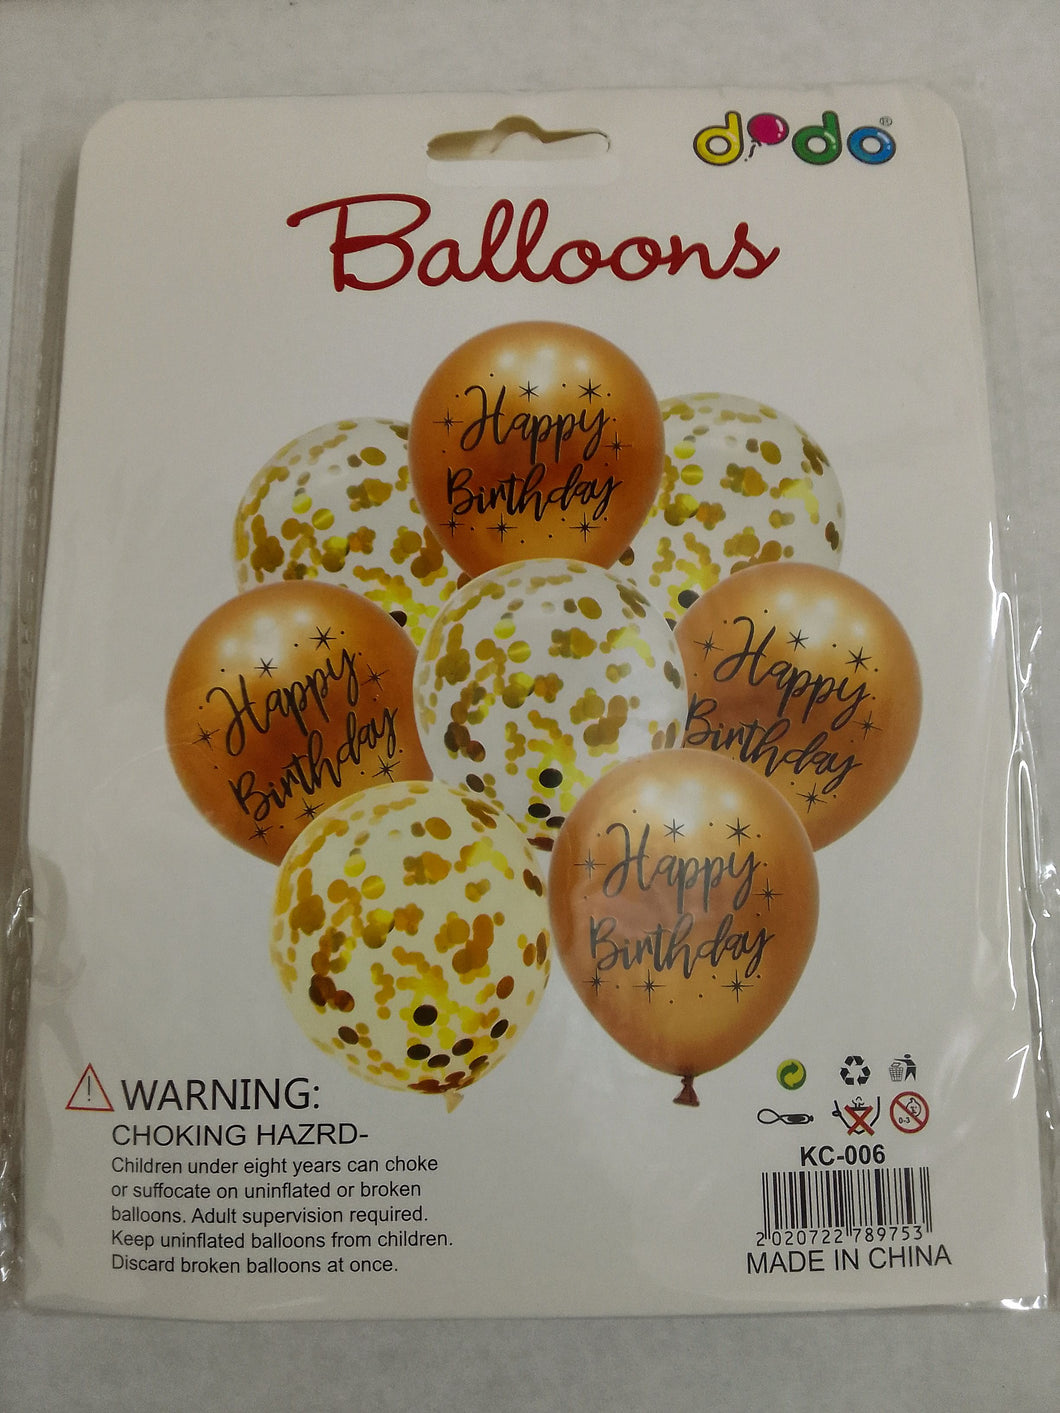 dodo®
Balloons
Happy
Birthday
Happy
Birthday
Happy
Birthday
Happy
Birthday
WARNING:
CHOKING HAZRD-
Children under eight years can choke
or suffocate on uninflated or broken
balloons. Adult supervision required.
Keep uninflated balloons from children.
Discard broken balloons at once.
0-3
KC-006
2 020722 789753
MADE IN CHINA